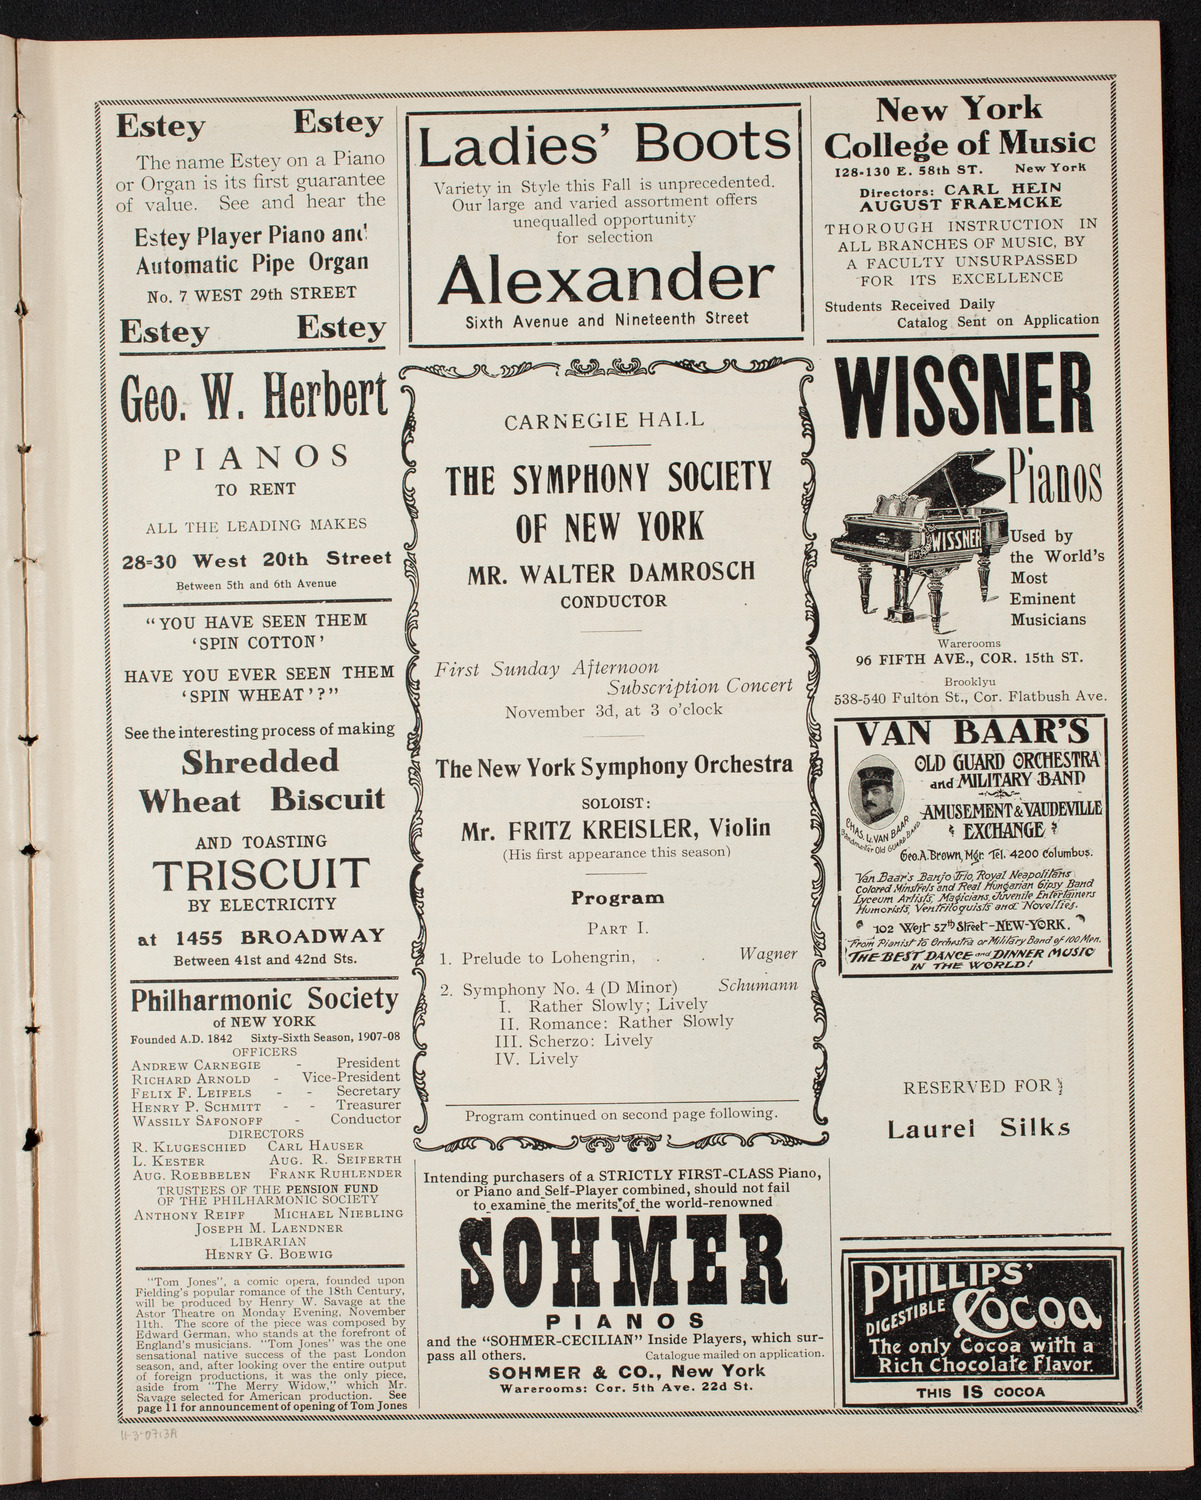 Estey Estey
The name Estey on a Piano
or Organ is its first guarantee
of value. See and hear the
Estey Player Piano and
Automatic Pipe Organ
No. 7 WEST 29th STREET
Estey Estey
Geo. W. Herbert
PIANOS
TO RENT
ALL THE LEADING MAKES
28-30 West 20th Street
Between 5th and 6th Avenue
"YOU HAVE SEEN THEM
'SPIN COTTON'
HAVE YOU EVER SEEN THEM
'SPIN WHEAT'?"
See the interesting process of making
Shredded
Wheat Biscuit
AND TOASTING
TRISCUIT
BY ELECTRICITY
at 1455 BROADWAY
Between 41st and 42nd Sts.
Philharmonic Society
of NEW YORK
Founded A.D. 1842 Sixty-Sixth Season, 1907-08
OFFICERS
ANDREW CARNEGIE - President
RICHARD ARNOLD - Vice-President
FELIX F. LEIFELS - - Secretary
HENRY P. SCHMITT - - Treasurer
WASSILY SAFONOFF - Conductor
DIRECTORS
R. KLUGESCHIED CARL HAUSER
L. KESTER AUG. R. SEIFERTH
AUG. ROEBBELEN FRANK RUHLENDER
TRUSTEES OF THE PENSION FUND
OF THE PHILHARMONIC SOCIETY
ANTHONY REIFF MICHAEL NIEBLING
JOSEPH M. LAENDNER
LIBRARIAN
HENRY G. BOEWIG
"Tom Jones", a comic opera, founded upon
Fielding's popular romance of the 18th Century,
will be produced by Henry W. Savage at the
Astor Theatre on Monday Evening, November
11th. The score of the piece was composed by
Edward German, who stands at the forefront of
England's musicians. "Tom Jones" was the one
sensational native success of the past London
season, and, after looking over the entire output
of foreign productions, it was the only piece,
aside from "The Merry Widow," which Mr.
Savage selected for American production. See
page 11 for announcement of opening of Tom Jones
Ladies' Boots
Variety in Style this Fall is unprecedented.
Our large and varied assortment offers
unequalled opportunity
for selection
Alexander
Sixth Avenue and Nineteenth Street
CARNEGIE HALL
THE SYMPHONY SOCIETY
OF NEW YORK
MR. WALTER DAMROSCH
CONDUCTOR
First Sunday Afternoon
Subscription Concert
November 3d, at 3 o'clock
The New York Symphony Orchestra
SOLOIST:
Mr. FRITZ KREISLER, Violin
(His first appearance this season)
Program
PART I.
1. Prelude to Lohengrin, . . Wagner
2. Symphony No. 4 (D Minor) Schumann
I. Rather Slowly; Lively
II. Romance: Rather Slowly
III. Scherzo: Lively
IV. Lively
Program continued on second page following.
Intending purchasers of a STRICTLY FIRST-CLASS Piano,
or Piano and Self-Player combined, should not fail
to examine the merits of the world-renowned
SOHMER
PIANOS
and the "SOHMER-CECILIAN" Inside Players, which sur-
pass all others. Catalogue mailed on application.
SOHMER & CO., New York
Warerooms: Cor. 5th Ave. 22d St.
New York
College of Music
128-130 E. 58th ST. New York
Directors: CARL HEIN
AUGUST FRAEMCKE
THOROUGH INSTRUCTION IN
ALL BRANCHES OF MUSIC, BY
A FACULTY UNSURPASSED
FOR ITS EXCELLENCE
Students Received Daily
Catalog Sent on Application
WISSNER
Pianos
WISSNER
Used by
the World's
Most
Eminent
Musicians
Warerooms
96 FIFTH AVE., COR. 15th ST.
Brooklyu
538-540 Fulton St., Cor. Flatbush Ave.
VAN BAAR'S
OLD GUARD ORCHESTRA
and MILITARY BAND
AMUSEMENT & VAUDEVILLE
EXCHANGE
CHAS. L. VAN BAAR
Bandmaster Old Guard Band
Geo. A. Brown, Mgr. Tel. 4200 Columbus.
Van Baar's Banjo Trio, Royal Neapolitans
Colored Minstrels and Real Hungarian Gipsy Band
Lyceum Artists, Magicians, Juvenile Entertainers
Humorists, Ventriloquists and Novelties.
102 West 57th Street-NEW-YORK.
"From Pianist to Orchestra or Military Band of 100 Men.
"THE BEST DANCE and DINNER MUSIC
IN THE WORLD!
RESERVED FOR
Laurel Silks
PHILLIPS'
DIGESTIBLE Cocoa
The only Cocoa with a
Rich Chocolate Flavor.
THIS IS COCOA
11-3-0713A